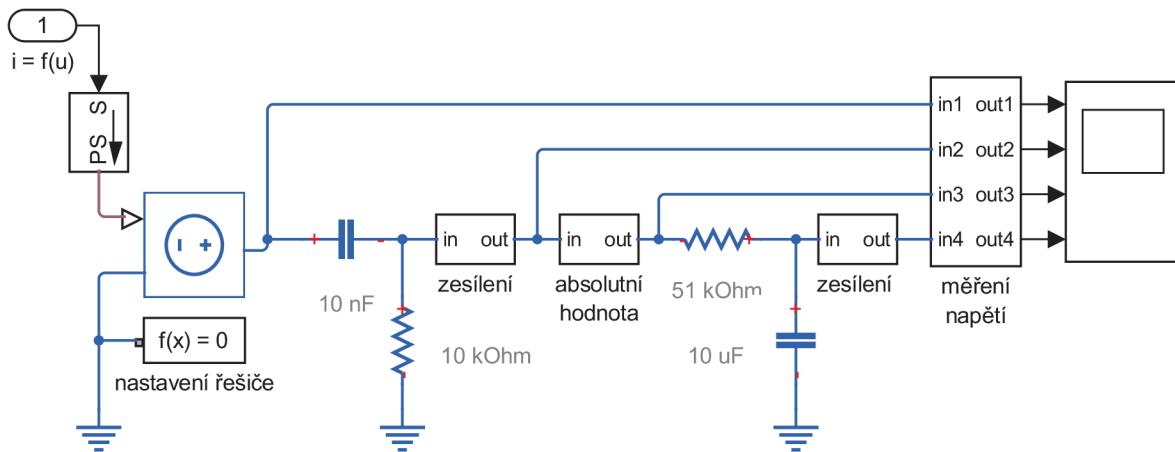 1
i = f(u)
S
PS
in1 out1
in2 out2
in3 out3
in4 out4
měření
napětí
- +
+ -
10 nF
in out
zesílení
in out
absolutní
hodnota
- +
51 kOhm
in out
zesílení
+
10 kOhm
-
+
10 uF
-
f(x) = 0
nastavení řešiče